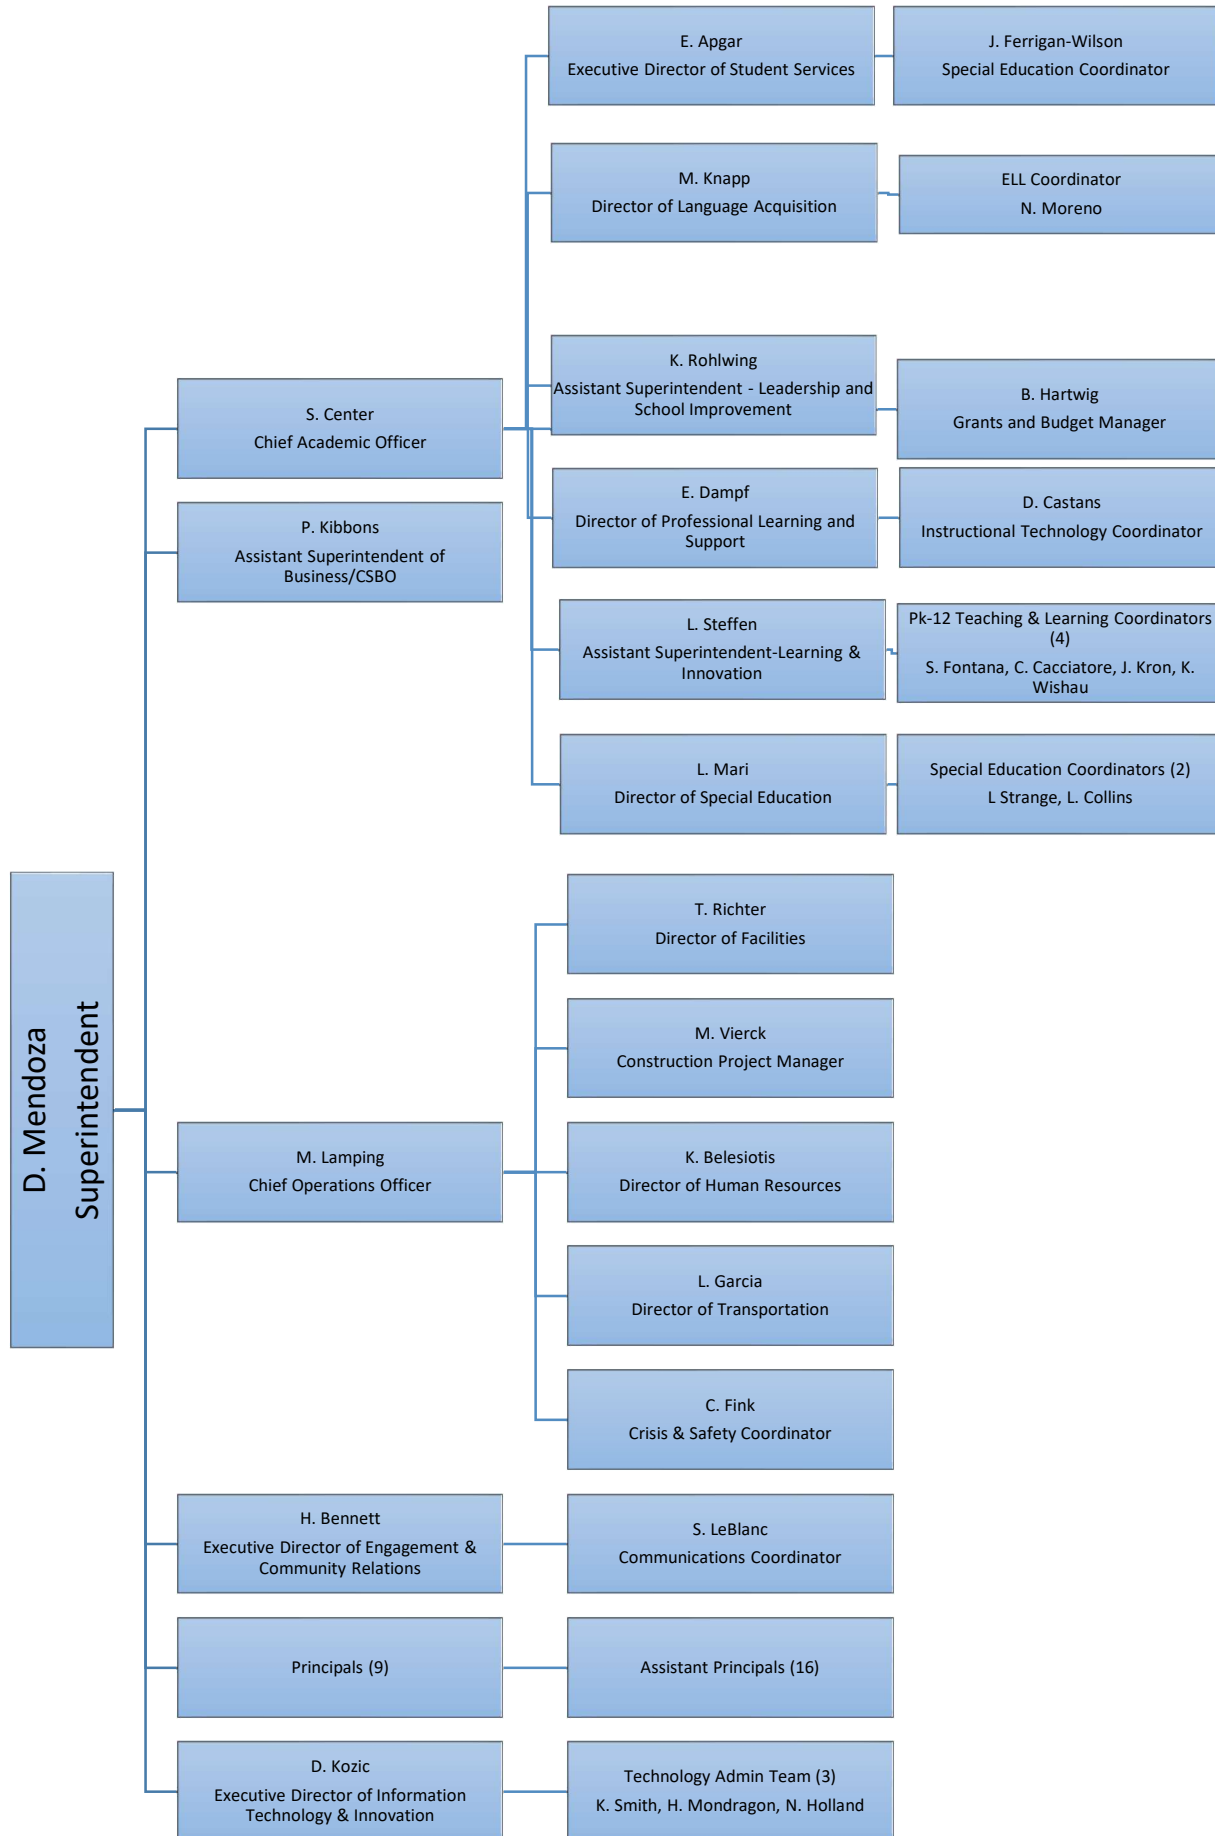 E. Apgar
Executive Director of Student Services
J. Ferrigan-Wilson
Special Education Coordinator
M. Knapp
Director of Language Acquisition
ELL Coordinator
N. Moreno
K. Rohlwing
Assistant Superintendent - Leadership and
School Improvement
B. Hartwig
Grants and Budget Manager
S. Center
Chief Academic Officer
E. Dampf
Director of Professional Learning and
Support
D. Castans
Instructional Technology Coordinator
P. Kibbons
Assistant Superintendent of
Business/CSBO
L. Steffen
Assistant Superintendent-Learning &
Innovation
Pk-12 Teaching & Learning Coordinators
(4)
S. Fontana, C. Cacciatore, J. Kron, K.
Wishau
L. Mari
Director of Special Education
Special Education Coordinators (2)
L Strange, L. Collins
D. Mendoza
Superintendent
T. Richter
Director of Facilities
M. Vierck
Construction Project Manager
M. Lamping
Chief Operations Officer
K. Belesiotis
Director of Human Resources
L. Garcia
Director of Transportation
C. Fink
Crisis & Safety Coordinator
H. Bennett
Executive Director of Engagement &
Community Relations
S. LeBlanc
Communications Coordinator
Principals (9)
Assistant Principals (16)
D. Kozic
Executive Director of Information
Technology & Innovation
Technology Admin Team (3)
K. Smith, H. Mondragon, N. Holland